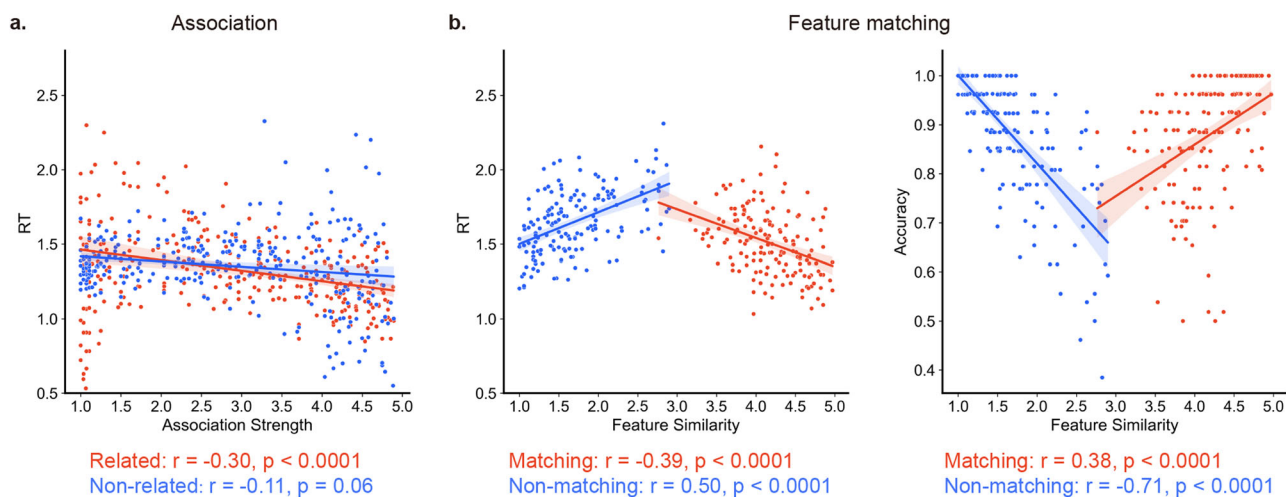 a.
Association
b.
Feature matching
2.5
2.0
1.5
1.0
0.5
RT
1.0 1.5 2.0 2.5 3.0 3.5 4.0 4.5 5.0
Association Strength
Related: r = -0.30, p < 0.0001
Non-related: r = -0.11, p = 0.06
2.5
2.0
1.5
1.0
0.5
RT
1.0 1.5 2.0 2.5 3.0 3.5 4.0 4.5 5.0
Feature Similarity
Matching: r = -0.39, p < 0.0001
Non-matching: r = 0.50, p < 0.0001
1.0
0.9
0.8
0.7
0.6
0.5
0.4
Accuracy
1.0 1.5 2.0 2.5 3.0 3.5 4.0 4.5 5.0
Feature Similarity
Matching: r = 0.38, p < 0.0001
Non-matching: r = -0.71, p < 0.0001